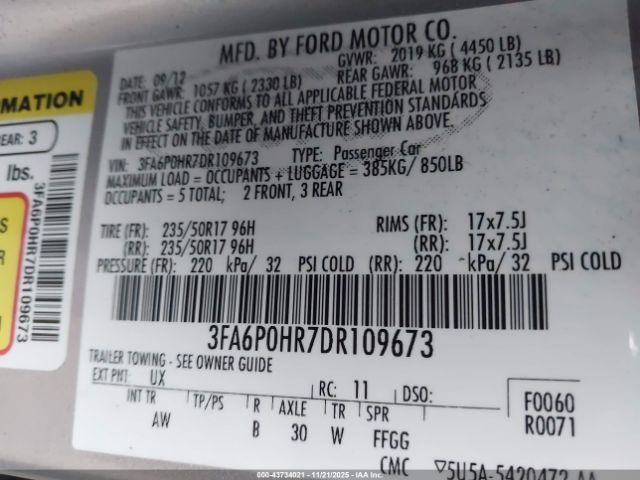 MFD. BY FORD MOTOR CO.
DATE: 09/12
GVWR: 2019 KG ( 4450 LB)
FRONT GAWR: 1057 KG ( 2330 LB)
REAR GAWR: 968 KG ( 2135 LB)
THIS VEHICLE CONFORMS TO ALL APPLICABLE FEDERAL MOTOR
VEHICLE SAFETY, BUMPER, AND THEFT PREVENTION STANDARDS
IN EFFECT ON THE DATE OF MANUFACTURE SHOWN ABOVE.
VIN: 3FA6P0HR7DR109673 TYPE: Passenger Car
MAXIMUM LOAD = OCCUPANTS + LUGGAGE = 385KG/ 850LB
OCCUPANTS = 5 TOTAL; 2 FRONT, 3 REAR
TIRE (FR): 235/50R17 96H RIMS (FR): 17x7.5J
(RR): 235/50R17 96H (RR): 17x7.5J
PRESSURE (FR): 220 kPa/ 32 PSI COLD (RR): 220 kPa/ 32 PSI COLD
3FA6P0HR7DR109673
TRAILER TOWING - SEE OWNER GUIDE
EXT PNT: UX RC: 11 DSO:
INT TR TP/PS R AXLE TR SPR
AW B 30 W FFGG
F0060
R0071
CMC 5U5A-5420472-AA
RMATION
REAR: 3
lbs.
3FA6P0HR7DR109673
S
R
000-43734021 - 11/21/2025 - IAAI.COM